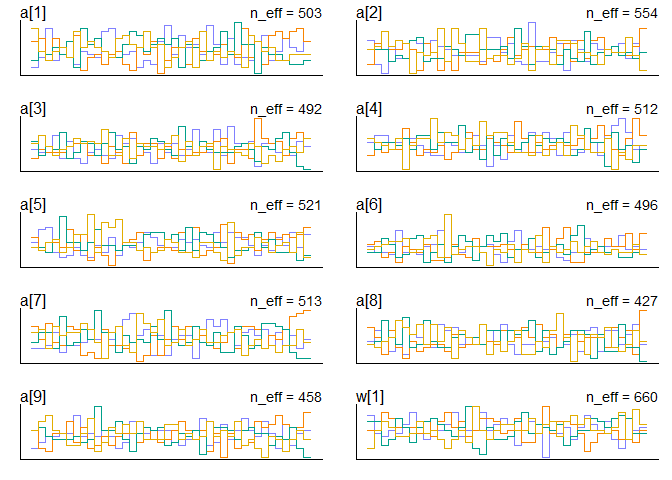 a[1] n_eff = 503 a[2] n_eff = 554
a[3] n_eff = 492 a[4] n_eff = 512
a[5] n_eff = 521 a[6] n_eff = 496
a[7] n_eff = 513 a[8] n_eff = 427
a[9] n_eff = 458 w[1] n_eff = 660